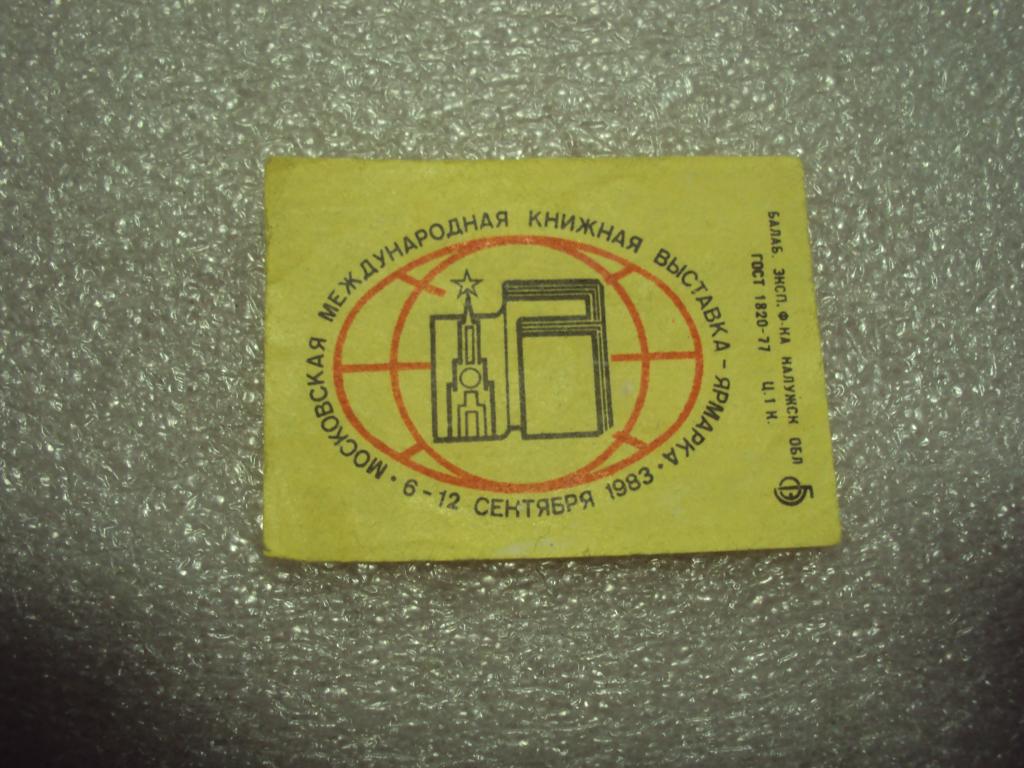 МОСКОВСКАЯ МЕЖДУНАРОДНАЯ КНИЖНАЯ ВЫСТАВКА - ЯРМАРКА
• 6-12 СЕНТЯБРЯ 1983 •
БАЛАБ. ЭКСП. Ф-КА КАЛУЖСК ОБЛ
ГОСТ 1820-77 Ц. 1 К.